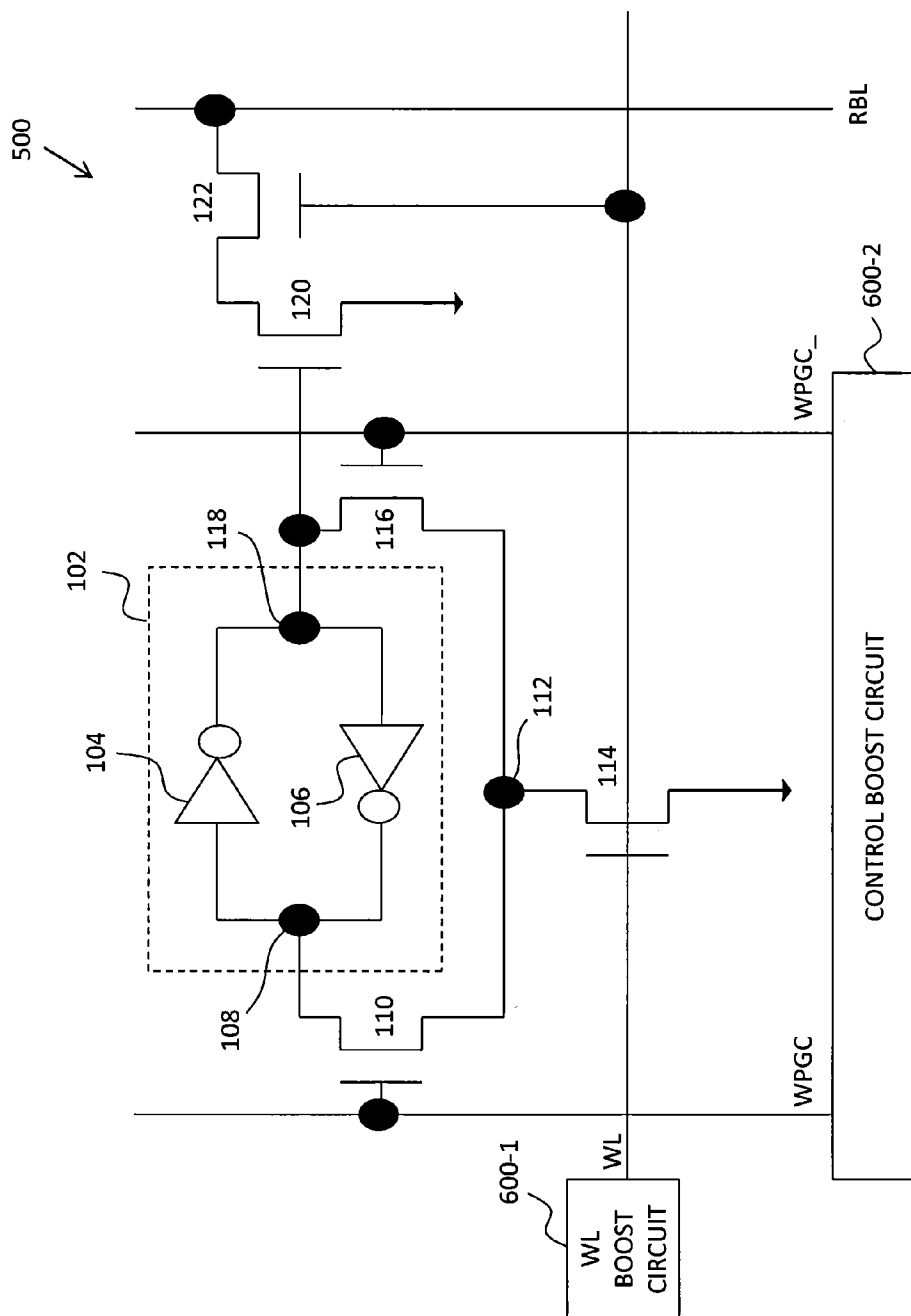 500
102
104
106
108
118
110
116
112
114
120
122
WL
WPGC
WPGC_
RBL
600-1
WL
BOOST
CIRCUIT
600-2
CONTROL BOOST CIRCUIT